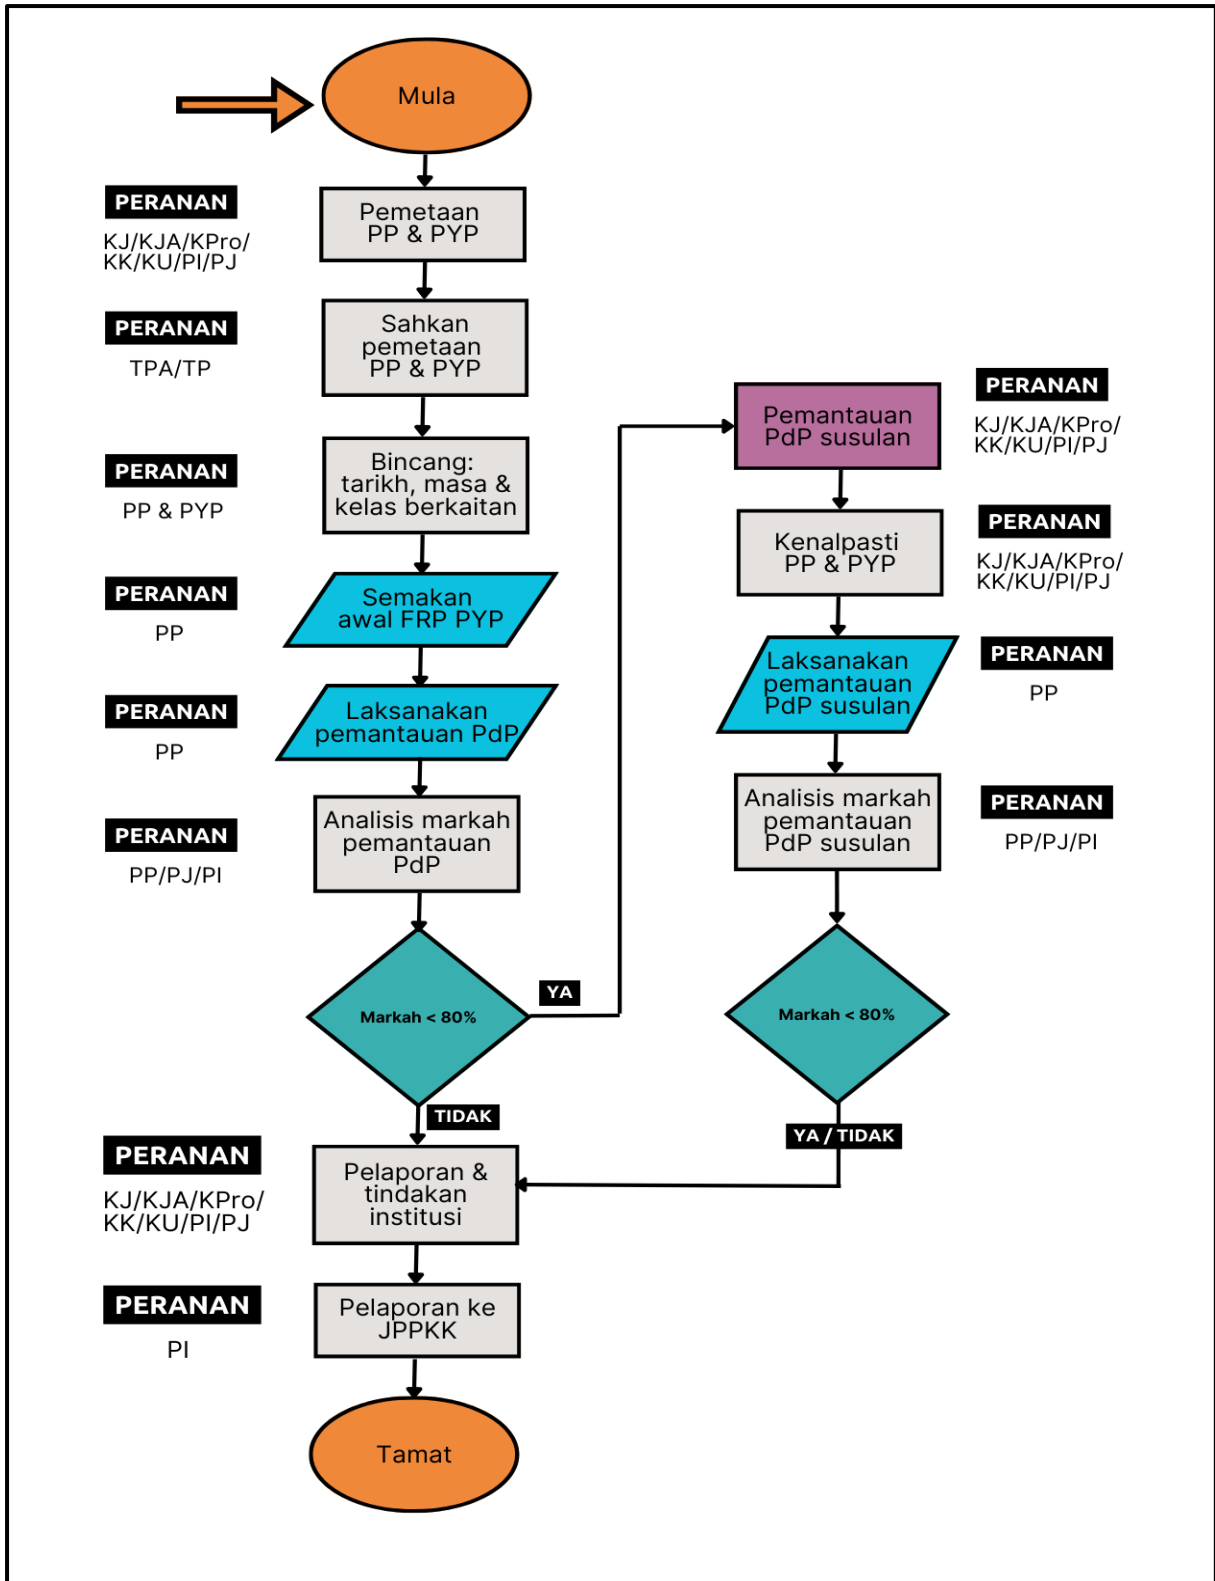 Mula
PERANAN
KJ/KJA/KPro/
KK/KU/PI/PJ
Pemetaan
PP & PYP
PERANAN
TPA/TP
Sahkan
pemetaan
PP & PYP
PERANAN
PP & PYP
Bincang:
tarikh, masa &
kelas berkaitan
PERANAN
PP
Semakan
awal FRP PYP
PERANAN
PP
Laksanakan
pemantauan PdP
PERANAN
PP/PJ/PI
Analisis markah
pemantauan
PdP
Markah < 80%
YA
TIDAK
Pemantauan
PdP susulan
PERANAN
KJ/KJA/KPro/
KK/KU/PI/PJ
Kenalpasti
PP & PYP
PERANAN
KJ/KJA/KPro/
KK/KU/PI/PJ
Laksanakan
pemantauan
PdP susulan
PERANAN
PP
Analisis markah
pemantauan
PdP susulan
PERANAN
PP/PJ/PI
Markah < 80%
YA / TIDAK
PERANAN
KJ/KJA/KPro/
KK/KU/PI/PJ
Pelaporan &
tindakan
institusi
PERANAN
PI
Pelaporan ke
JPPKK
Tamat